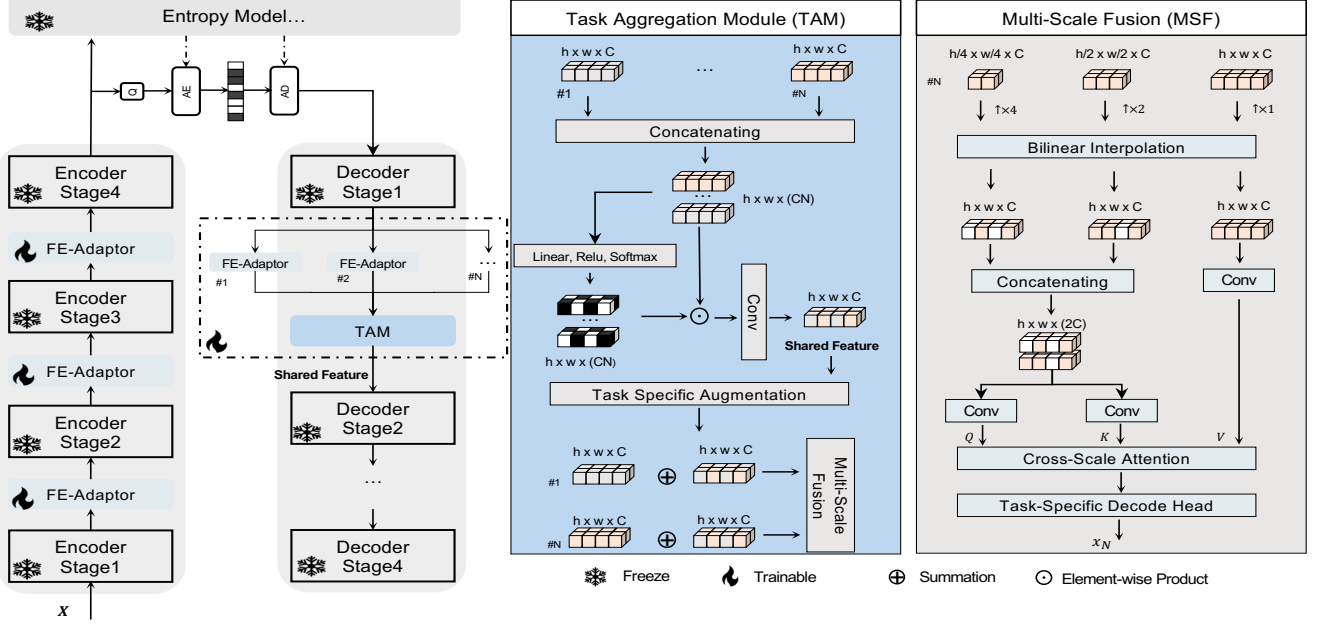 Entropy Model...
Q
AE
AD
Encoder
Stage4
FE-Adaptor
Encoder
Stage3
FE-Adaptor
Encoder
Stage2
FE-Adaptor
Encoder
Stage1
X
Decoder
Stage1
FE-Adaptor
FE-Adaptor
...
#1
#2
#N
TAM
Shared Feature
Decoder
Stage2
...
Decoder
Stage4
Task Aggregation Module (TAM)
h x w x C
h x w x C
...
#1
#N
Concatenating
...
h x w x (CN)
Linear, Relu, Softmax
...
h x w x (CN)
Conv
h x w x C
Shared Feature
Task Specific Augmentation
h x w x C
h x w x C
#1
h x w x C
h x w x C
#N
Multi-Scale
Fusion
Multi-Scale Fusion (MSF)
h/4 x w/4 x C
h/2 x w/2 x C
h x w x C
#N
↑×4
↑×2
↑×1
Bilinear Interpolation
h x w x C
h x w x C
h x w x C
Concatenating
Conv
h x w x (2C)
Conv
Conv
Q
K
V
Cross-Scale Attention
Task-Specific Decode Head
x_N
Freeze
Trainable
Summation
Element-wise Product